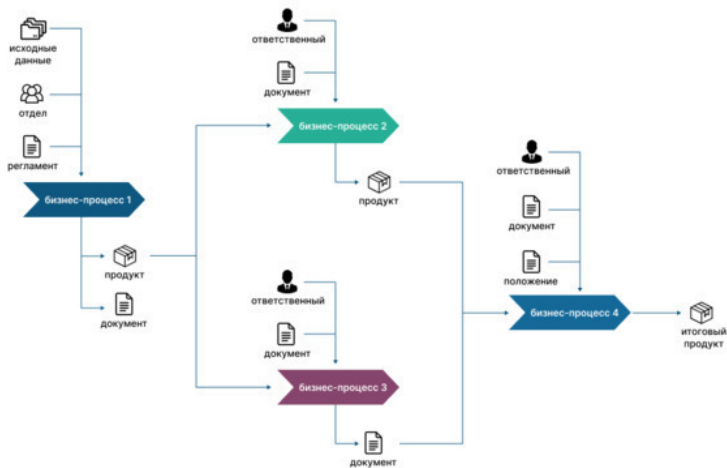 исходные
данные
отдел
регламент
бизнес-процесс 1
продукт
документ
ответственный
документ
бизнес-процесс 2
продукт
ответственный
документ
бизнес-процесс 3
документ
ответственный
документ
положение
бизнес-процесс 4
итоговый
продукт